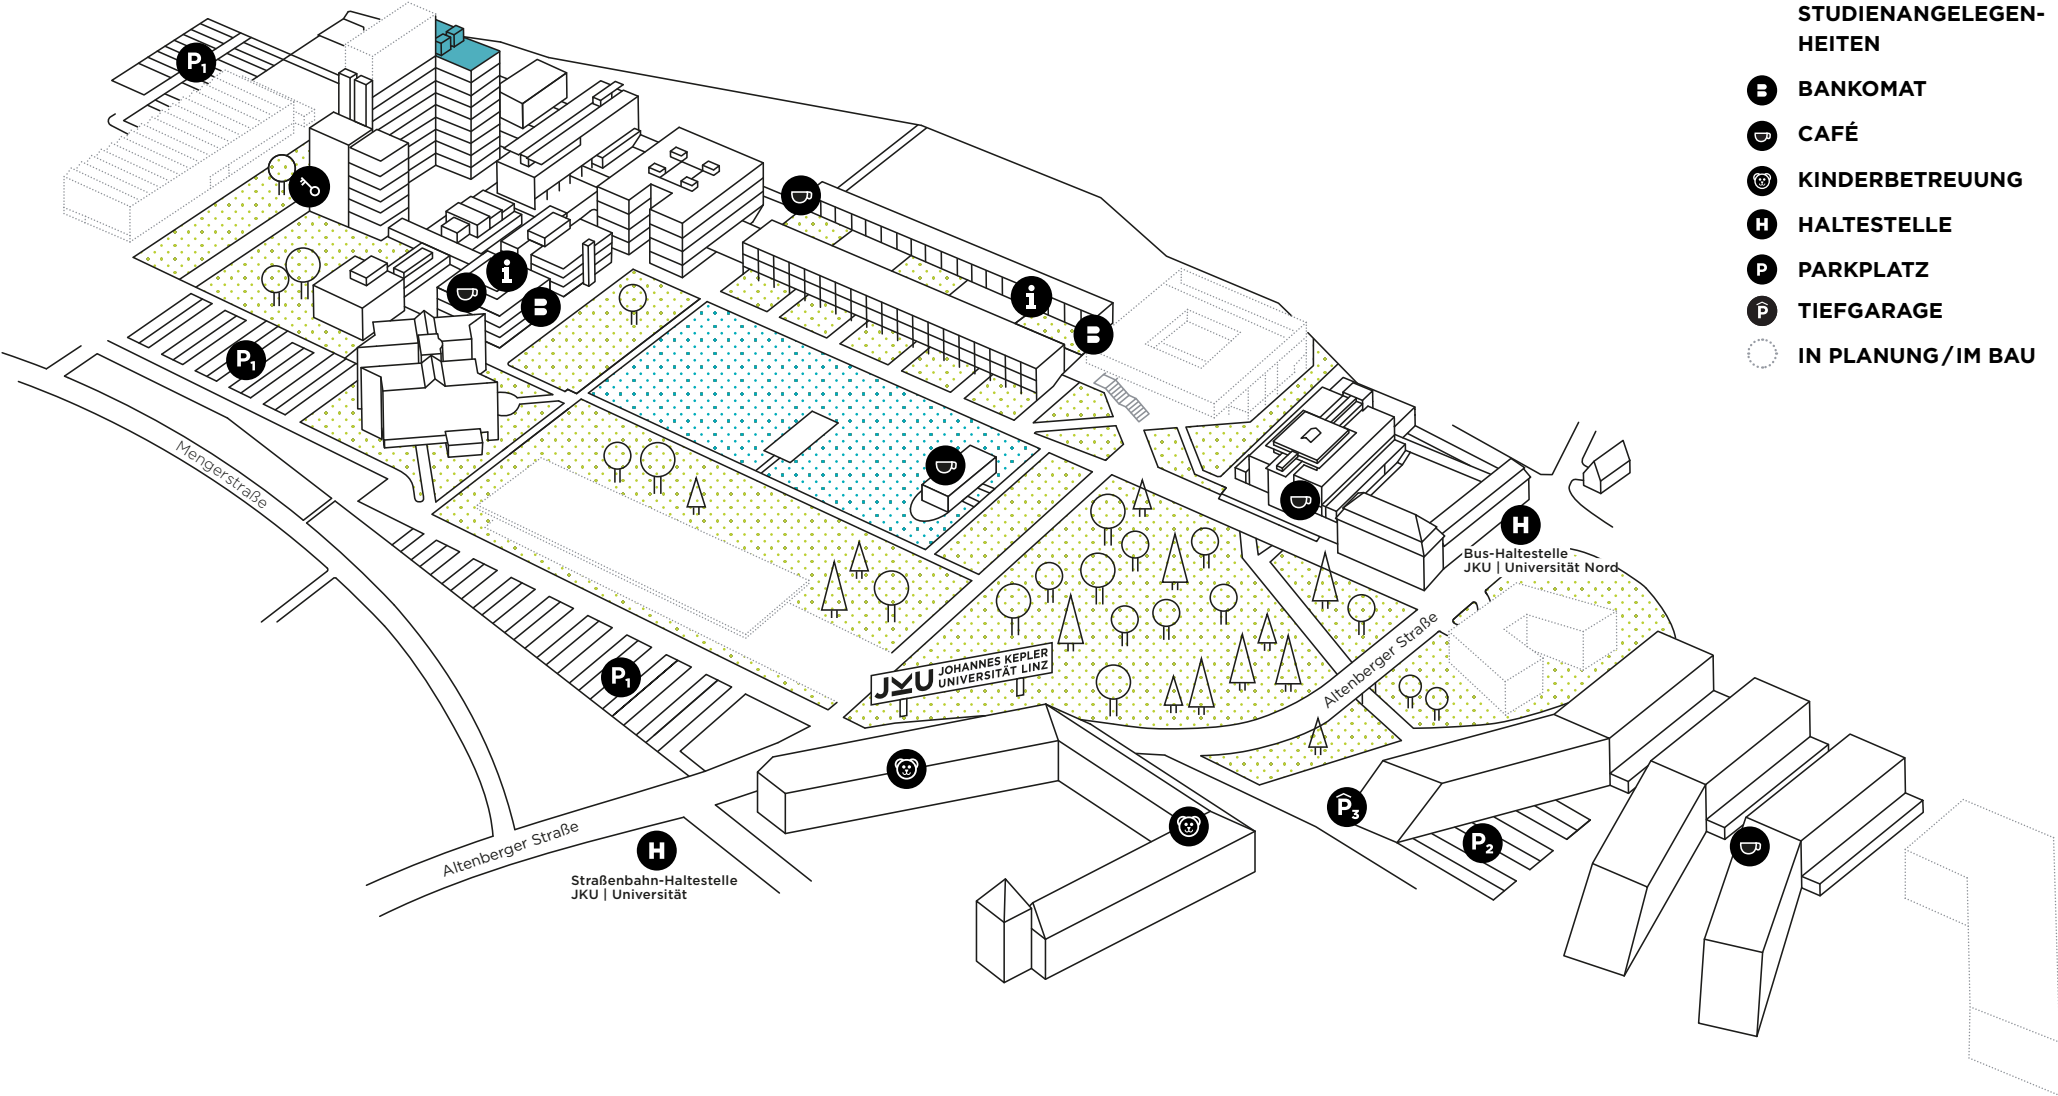 STUDIENANGELEGEN-
HEITEN
B BANKOMAT
CAFÉ
KINDERBETREUUNG
H HALTESTELLE
P PARKPLATZ
P TIEFGARAGE
IN PLANUNG/IM BAU
P1
i
B
i
B
P1
Mengerstraße
H
Bus-Haltestelle
JKU | Universität Nord
Altenberger Straße
P1
JKU JOHANNES KEPLER
UNIVERSITÄT LINZ
P3
P2
Altenberger Straße
H
Straßenbahn-Haltestelle
JKU | Universität